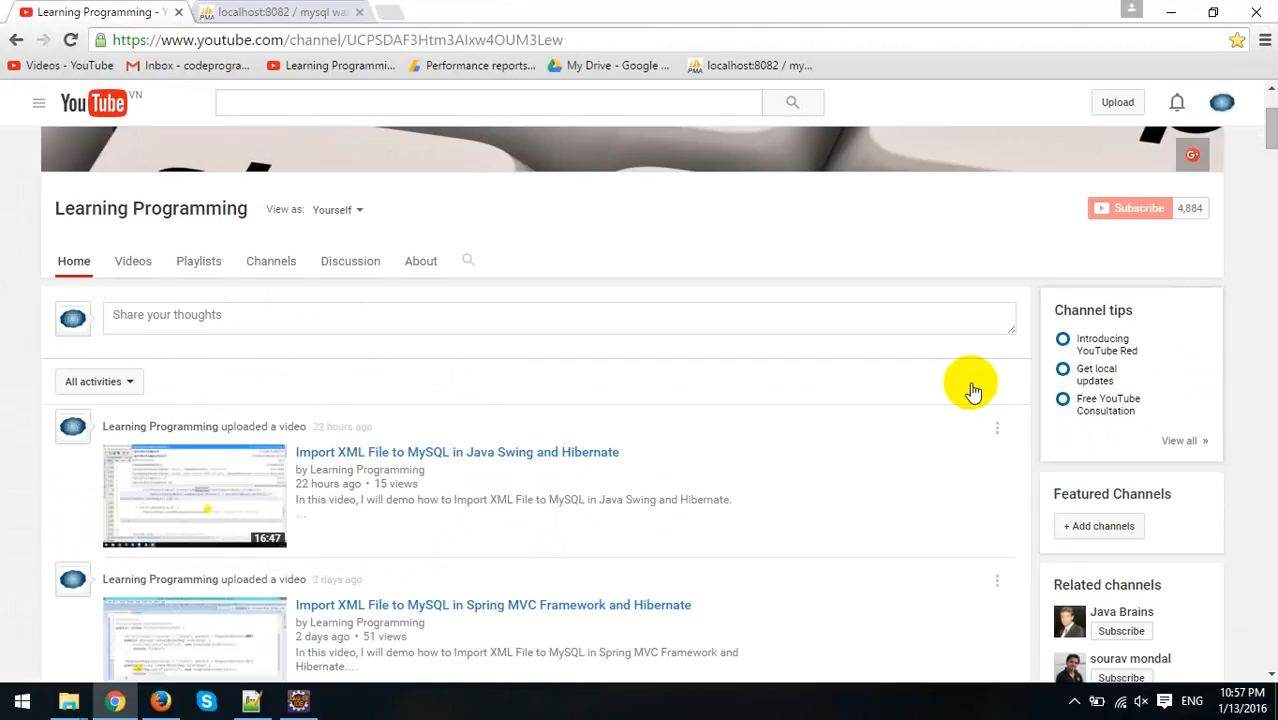 Learning Programming - Y
localhost:8082 / mysql wa
https://www.youtube.com/channel/UCPSDAF3Htm3AIxw4OUM3Lew
Videos - YouTube
Inbox - codeprogra...
Learning Programmi...
Performance reports...
My Drive - Google ...
localhost:8082 / my...
YouTube VN
Upload
Learning Programming
View as: Yourself
Subscribe 4,884
Home Videos Playlists Channels Discussion About
Share your thoughts
All activities
Learning Programming uploaded a video 22 hours ago
Import XML File to MySQL in Java Swing and Hibernate
by Learning Programming
22 hours ago • 15 views
In this video, I will demo how to Import XML File to MySQL in Java Swing and Hibernate.
...
16:47
Learning Programming uploaded a video 2 days ago
Import XML File to MySQL in Spring MVC Framework and Hibernate
by Learning Programming
2 days ago • 51 views
In this video, I will demo how to Import XML File to MySQL in Spring MVC Framework and
Hibernate....
Channel tips
Introducing
YouTube Red
Get local
updates
Free YouTube
Consultation
View all »
Featured Channels
+ Add channels
Related channels
Java Brains
Subscribe
sourav mondal
Subscribe
ENG
10:57 PM
1/13/2016